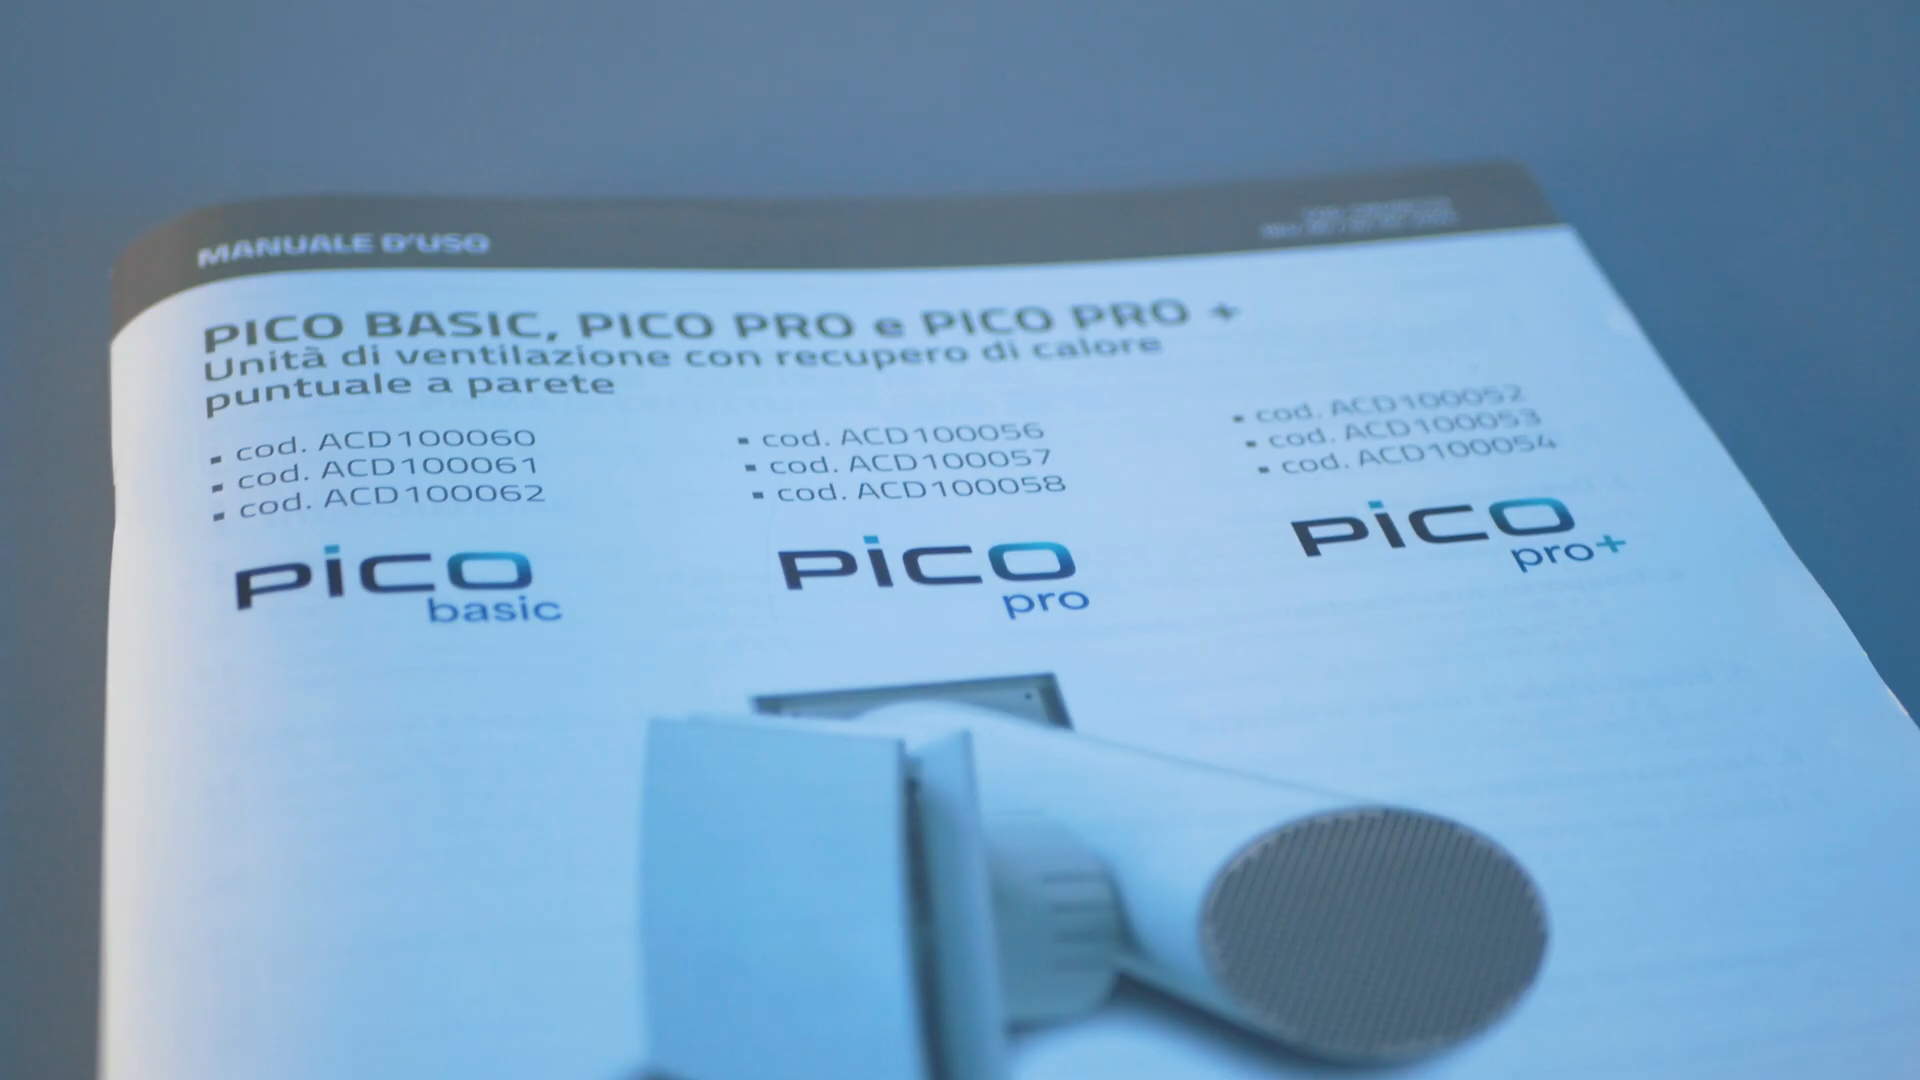 MANUALE D'USO
PICO BASIC, PICO PRO e PICO PRO +
Unità di ventilazione con recupero di calore
puntuale a parete
▪ cod. ACD100060
▪ cod. ACD100061
▪ cod. ACD100062
▪ cod. ACD100056
▪ cod. ACD100057
▪ cod. ACD100058
▪ cod. ACD100052
▪ cod. ACD100053
▪ cod. ACD100054
PiCO
basic
PiCO
pro
PiCO
pro+